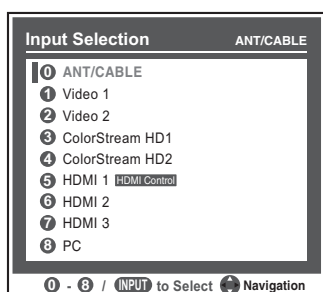 Input Selection ANT/CABLE
0 ANT/CABLE
1 Video 1
2 Video 2
3 ColorStream HD1
4 ColorStream HD2
5 HDMI 1 HDMI Control
6 HDMI 2
7 HDMI 3
8 PC
0 - 8 / INPUT to Select Navigation